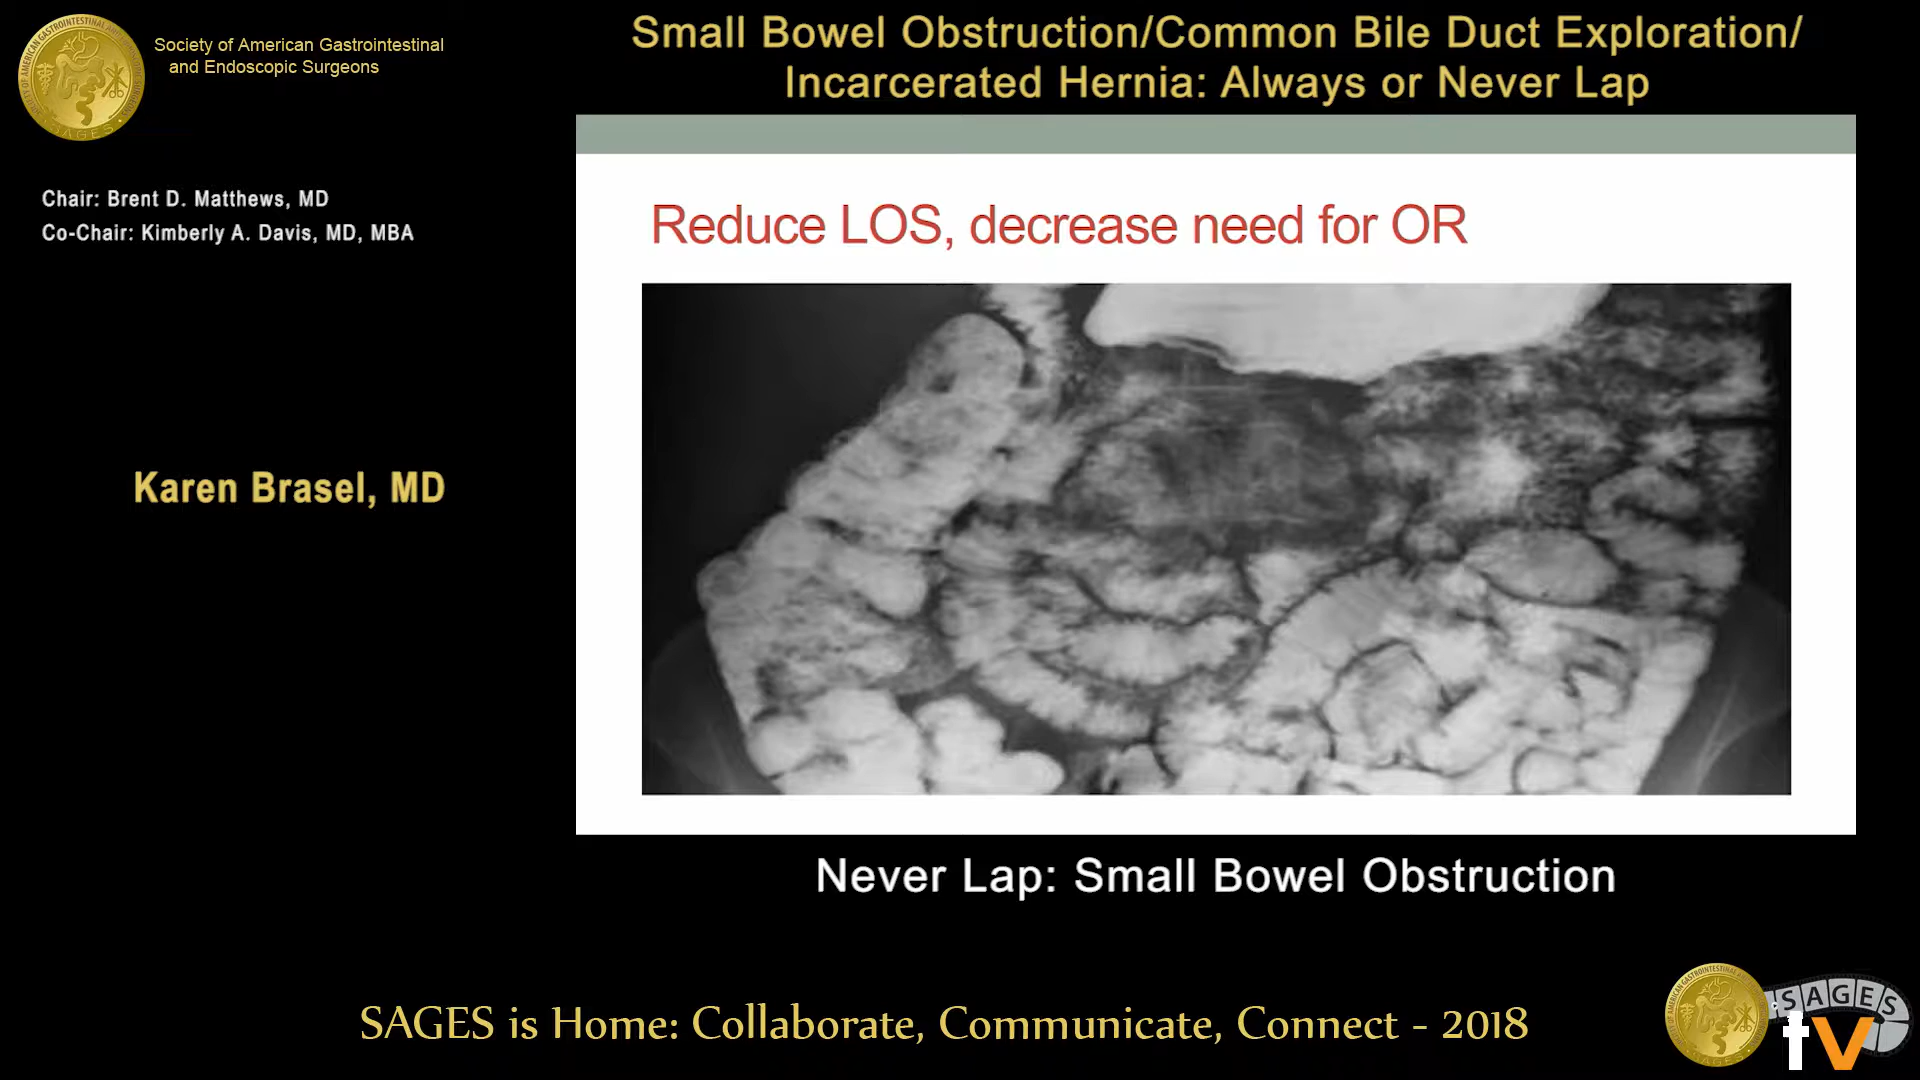 Society of American Gastrointestinal
and Endoscopic Surgeons
Small Bowel Obstruction/Common Bile Duct Exploration/
Incarcerated Hernia: Always or Never Lap
Chair: Brent D. Matthews, MD
Co-Chair: Kimberly A. Davis, MD, MBA
Reduce LOS, decrease need for OR
Karen Brasel, MD
Never Lap: Small Bowel Obstruction
SAGES is Home: Collaborate, Communicate, Connect - 2018
SAGES
tv